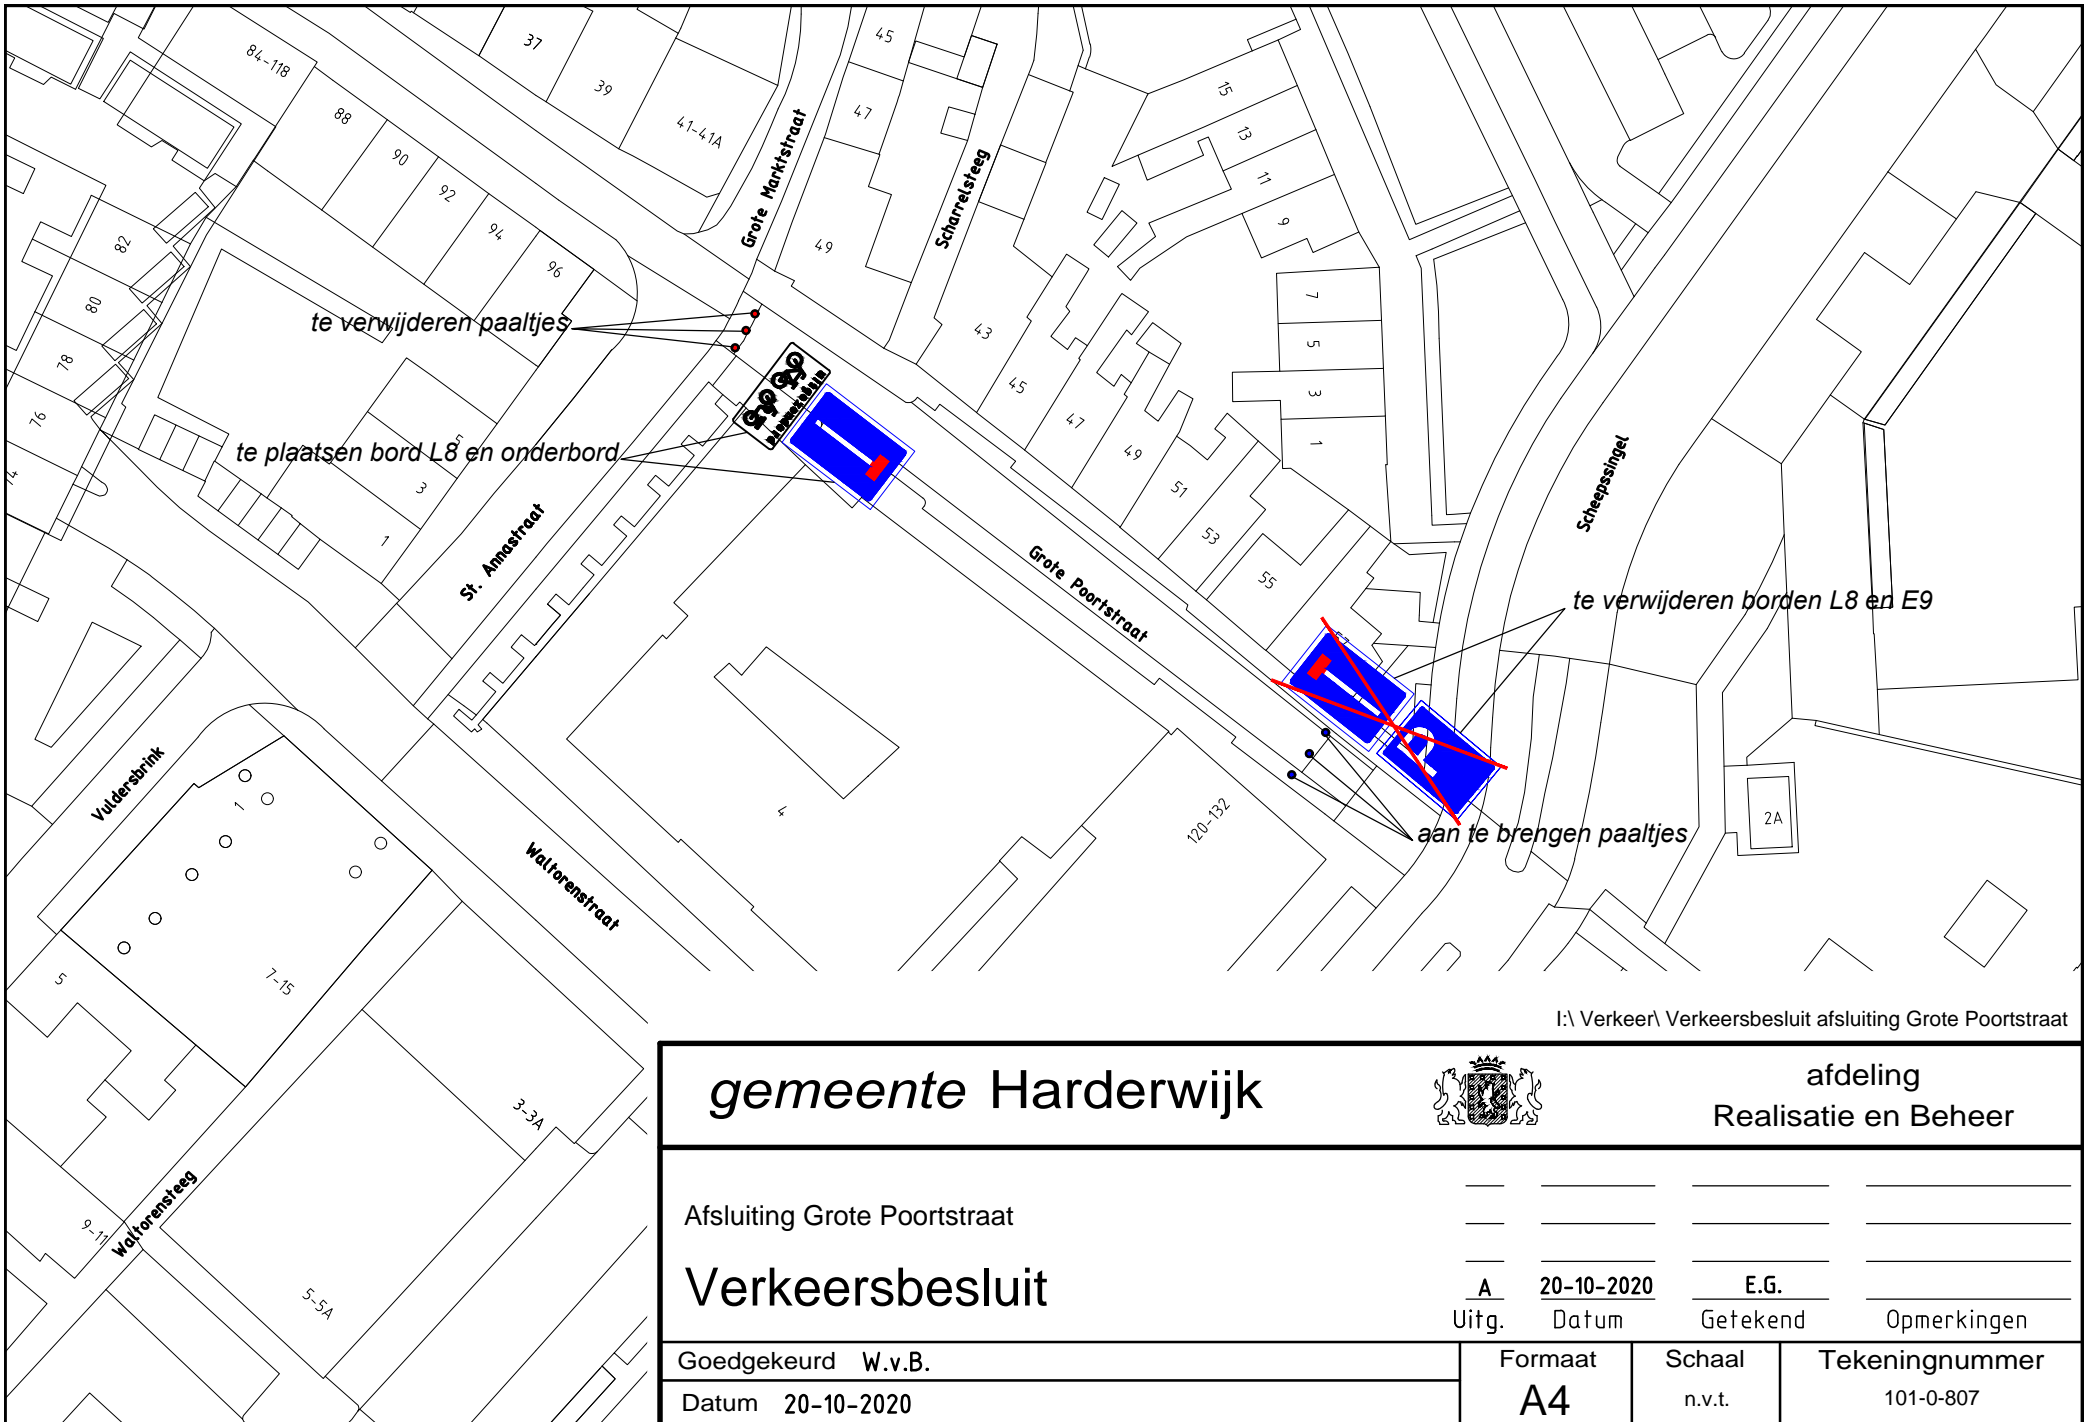 84-118
37
39
41-41A
45
47
49
88
90
92
94
96
82
80
78
76
74
5
3
1
Grote Marktstraat
Scharrelsteeg
15
13
11
9
7
5
3
1
43
45
47
49
51
53
55
57
te verwijderen paaltjes
te plaatsen bord L8 en onderbord
uitgezonderd
St. Annastraat
Grote Poortstraat
Scheepssingel
te verwijderen borden L8 en E9
P
aan te brengen paaltjes
2A
4
120-132
Vuldersbrink
1
Waltorenstraat
5
7-15
3-3A
Waltorensteeg
9-11
5-5A
I:\ Verkeer\ Verkeersbesluit afsluiting Grote Poortstraat
gemeente Harderwijk
afdeling
Realisatie en Beheer
Afsluiting Grote Poortstraat
Verkeersbesluit
A 20-10-2020 E.G.
Uitg. Datum Getekend Opmerkingen
Goedgekeurd W.v.B.
Datum 20-10-2020
Formaat
A4
Schaal
n.v.t.
Tekeningnummer
101-0-807